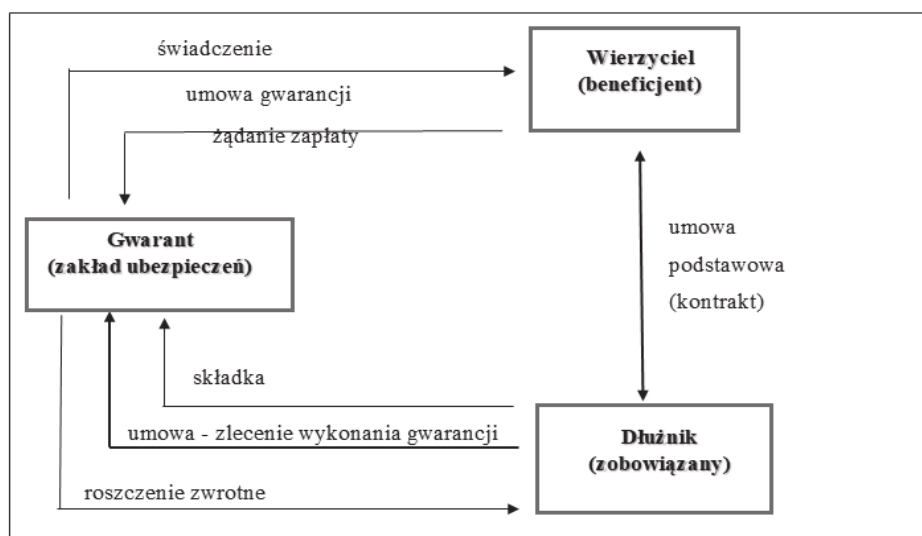 świadczenie
Wierzyciel
(beneficjent)
umowa gwarancji
żądanie zapłaty
Gwarant
(zakład ubezpieczeń)
umowa
podstawowa
(kontrakt)
składka
umowa - zlecenie wykonania gwarancji
Dłużnik
(zobowiązany)
roszczenie zwrotne